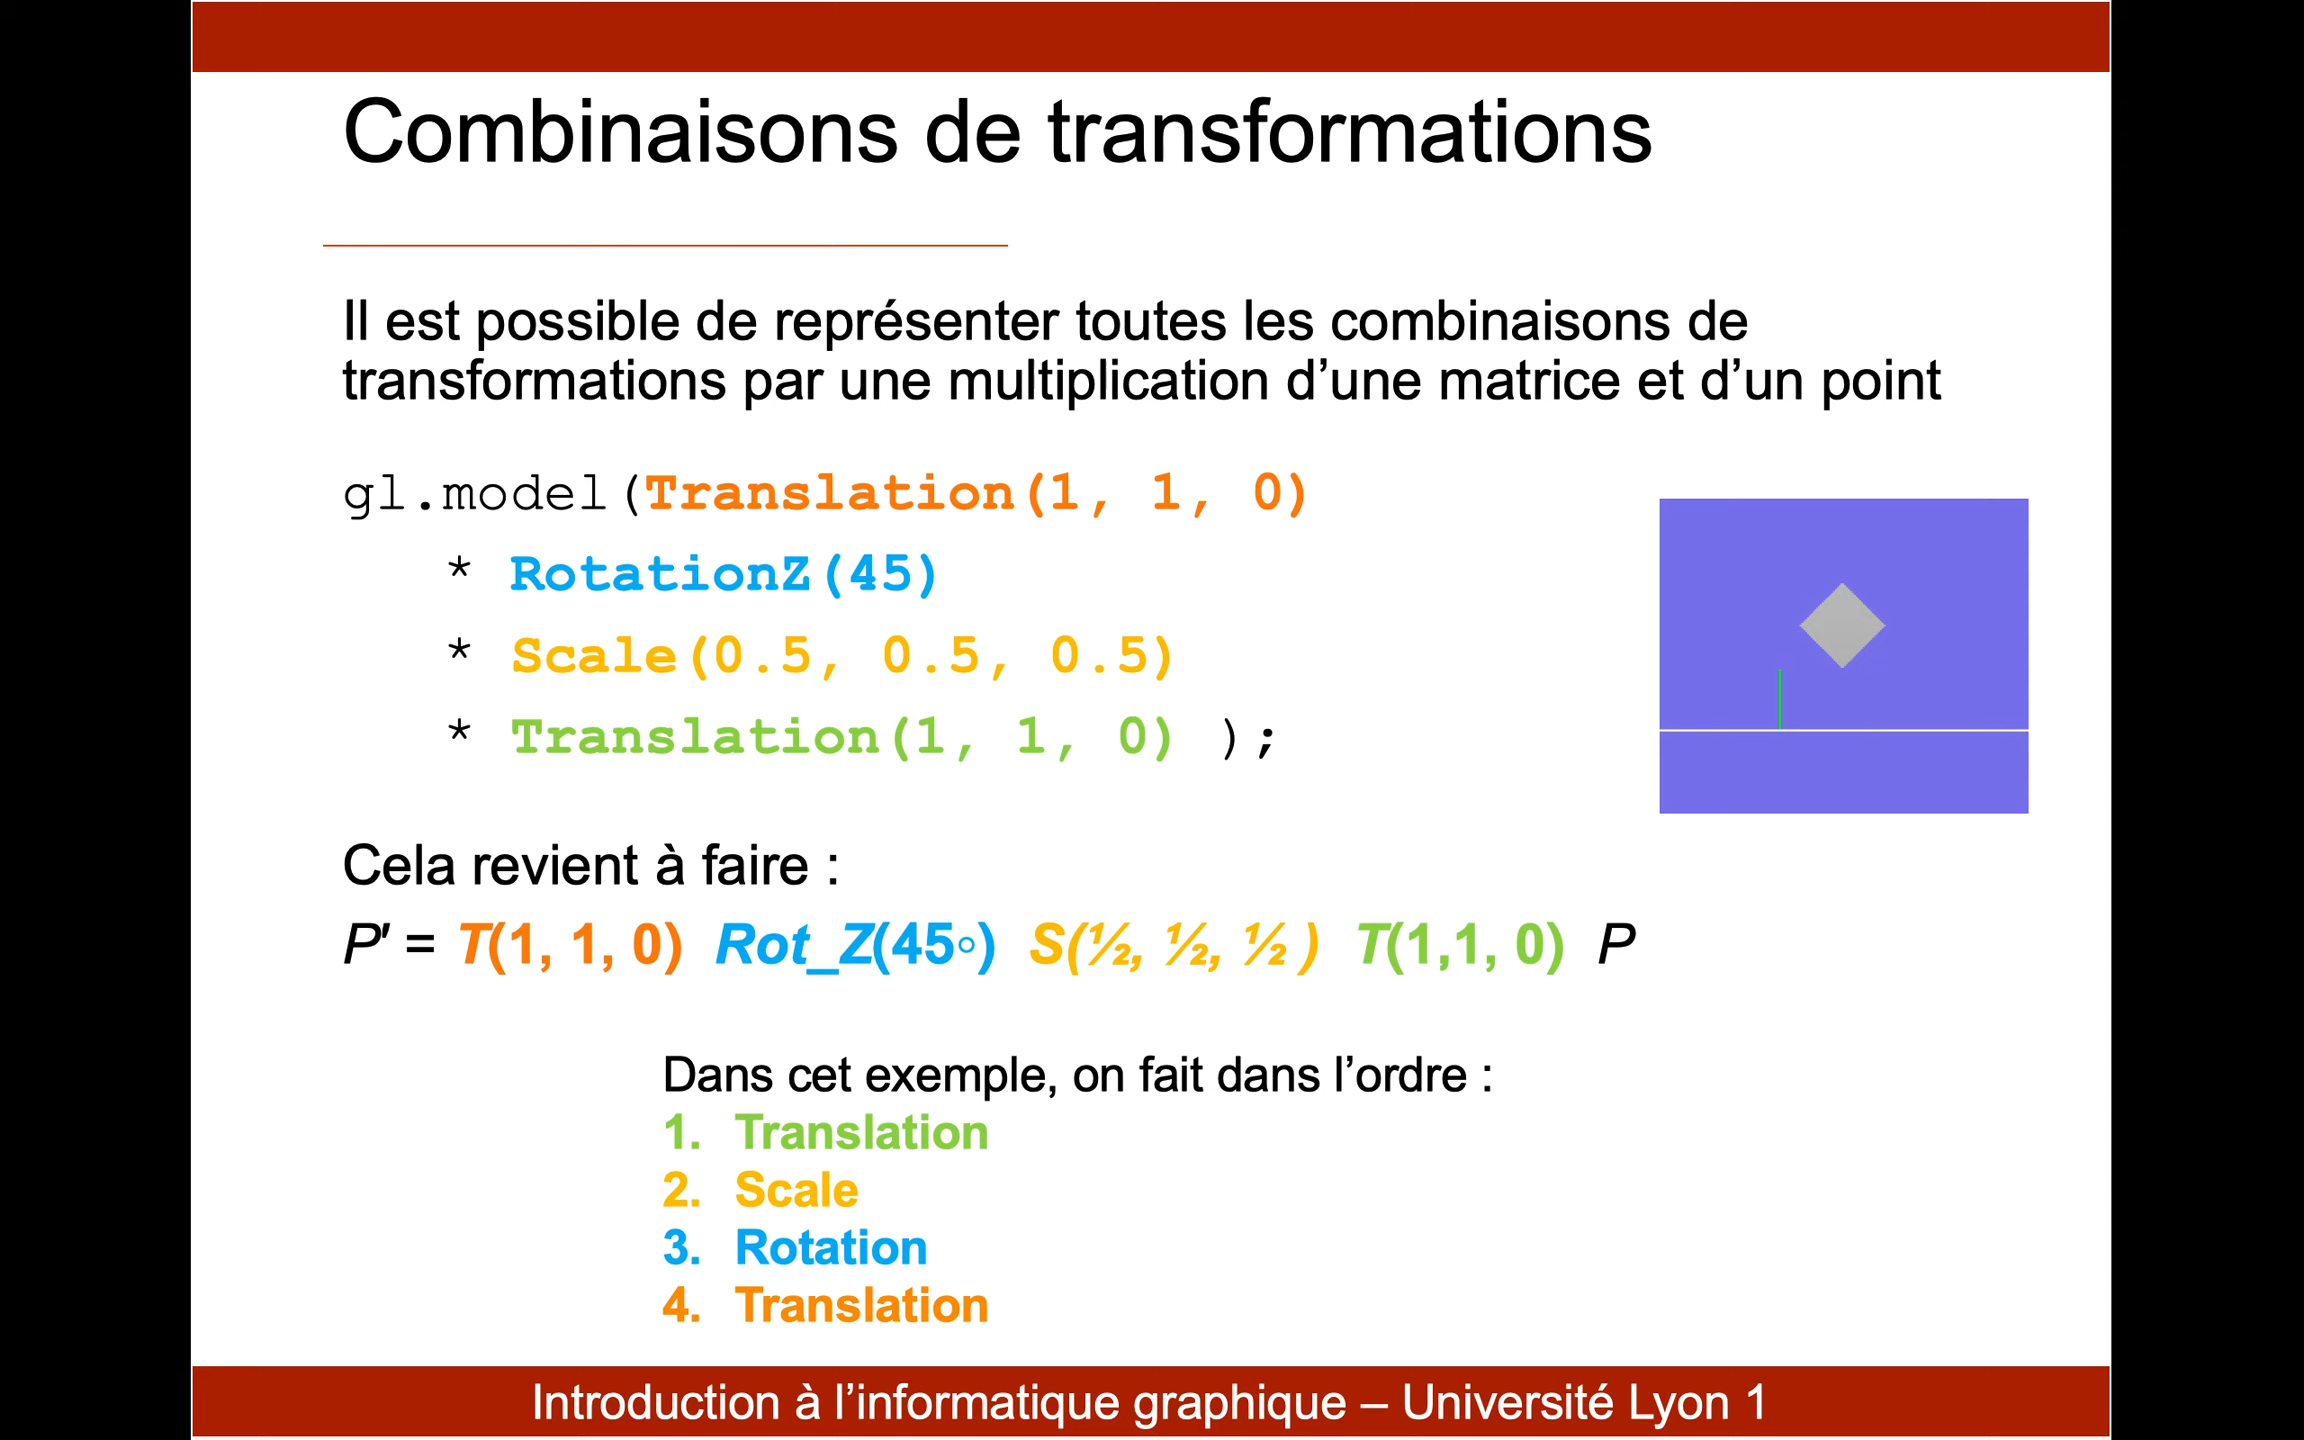 Combinaisons de transformations
Il est possible de représenter toutes les combinaisons de
transformations par une multiplication d’une matrice et d’un point
gl.model(Translation(1, 1, 0)
* RotationZ(45)
* Scale(0.5, 0.5, 0.5)
* Translation(1, 1, 0) );
Cela revient à faire :
P' = T(1, 1, 0) Rot_Z(45◦) S(½, ½, ½ ) T(1,1, 0) P
Dans cet exemple, on fait dans l’ordre :
1. Translation
2. Scale
3. Rotation
4. Translation
Introduction à l’informatique graphique – Université Lyon 1